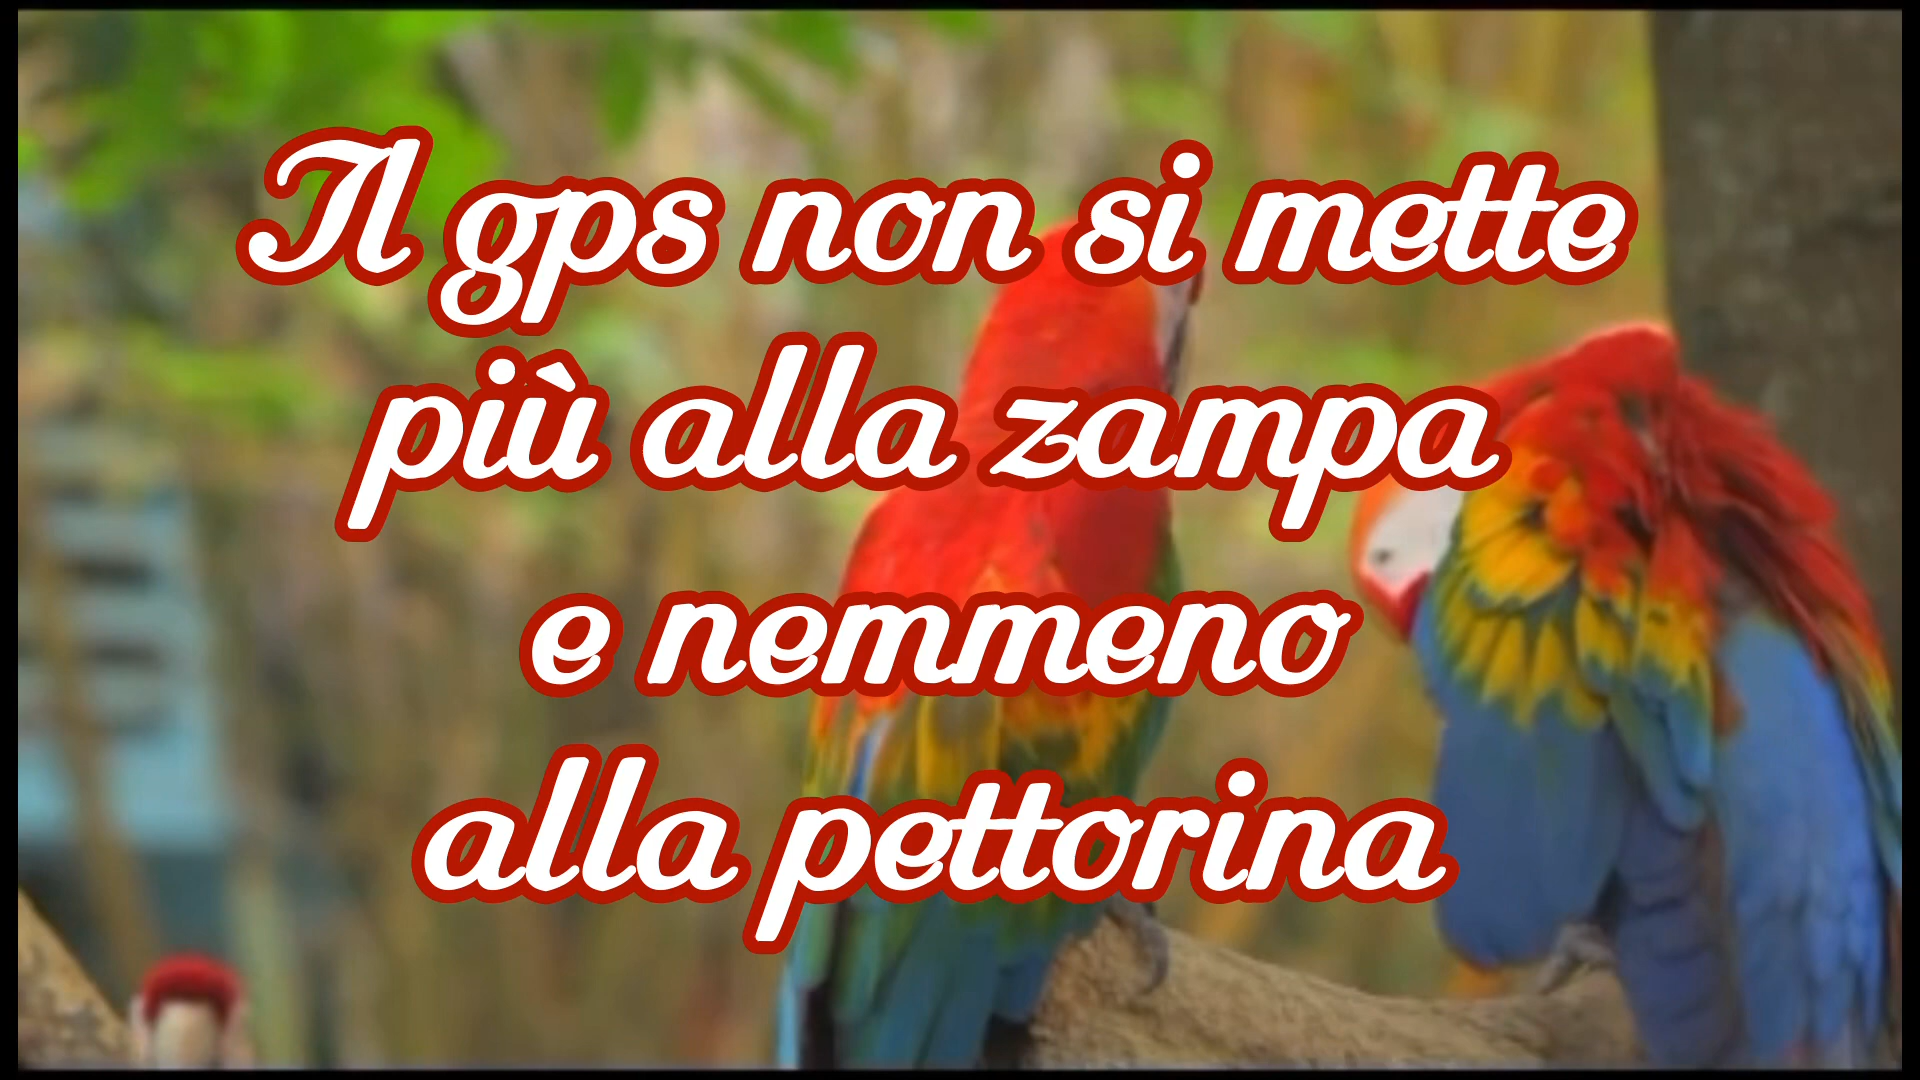 Il gps non si mette
più alla zampa
e nemmeno
alla pettorina